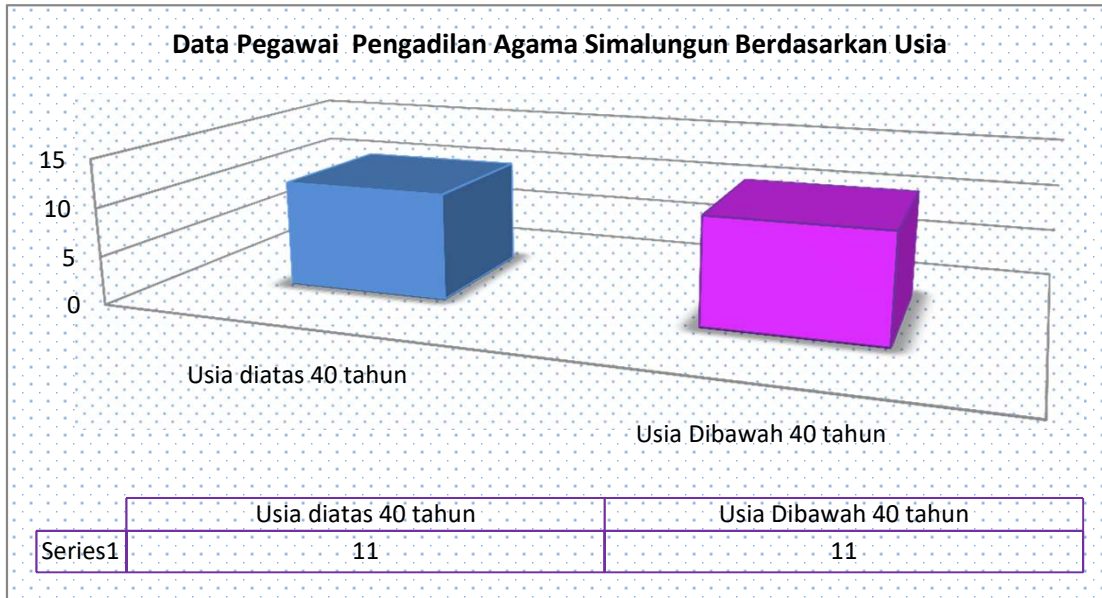 Data Pegawai  Pengadilan Agama Simalungun Berdasarkan Usia
15
10
5
0
Usia diatas 40 tahun
Usia Dibawah 40 tahun
Usia diatas 40 tahun Usia Dibawah 40 tahun
Series1 11 11